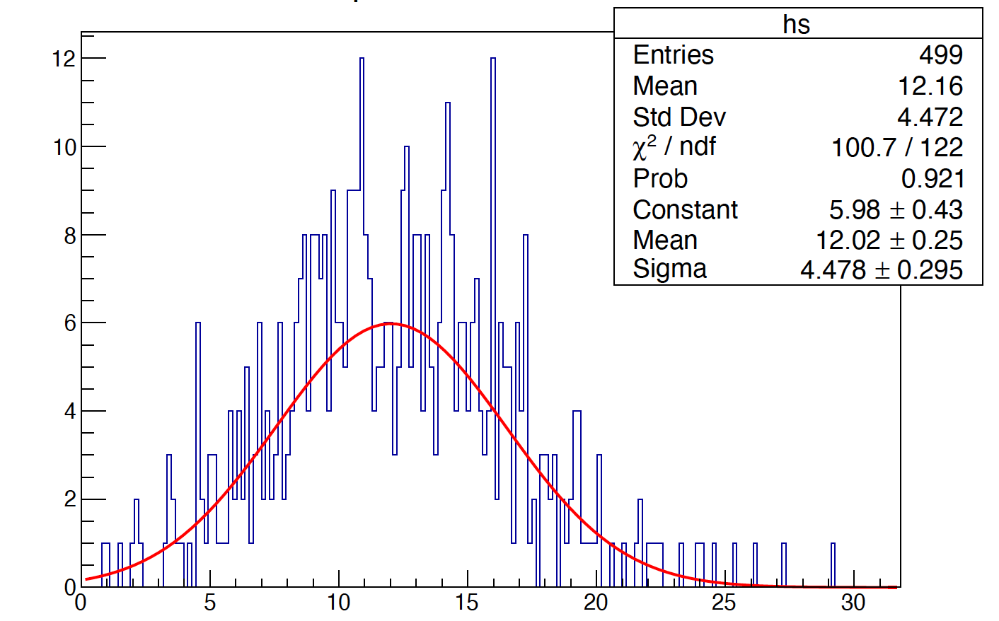 hs
Entries 499
Mean 12.16
Std Dev 4.472
χ² / ndf 100.7 / 122
Prob 0.921
Constant 5.98 ± 0.43
Mean 12.02 ± 0.25
Sigma 4.478 ± 0.295
12
10
8
6
4
2
0
0 5 10 15 20 25 30